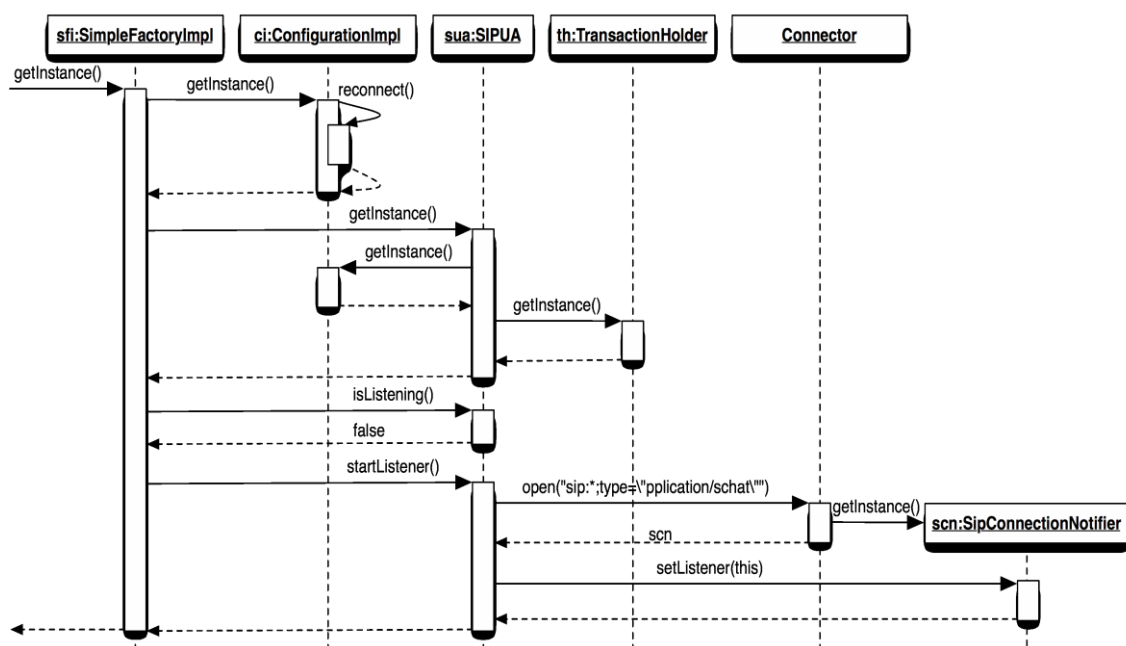 sfi:SimpleFactoryImpl
ci:ConfigurationImpl
sua:SIPUA
th:TransactionHolder
Connector
getInstance()
getInstance()
reconnect()
getInstance()
getInstance()
getInstance()
isListening()
false
startListener()
open("sip:*;type=\"pplication/schat\"")
getInstance()
scn:SipConnectionNotifier
scn
setListener(this)